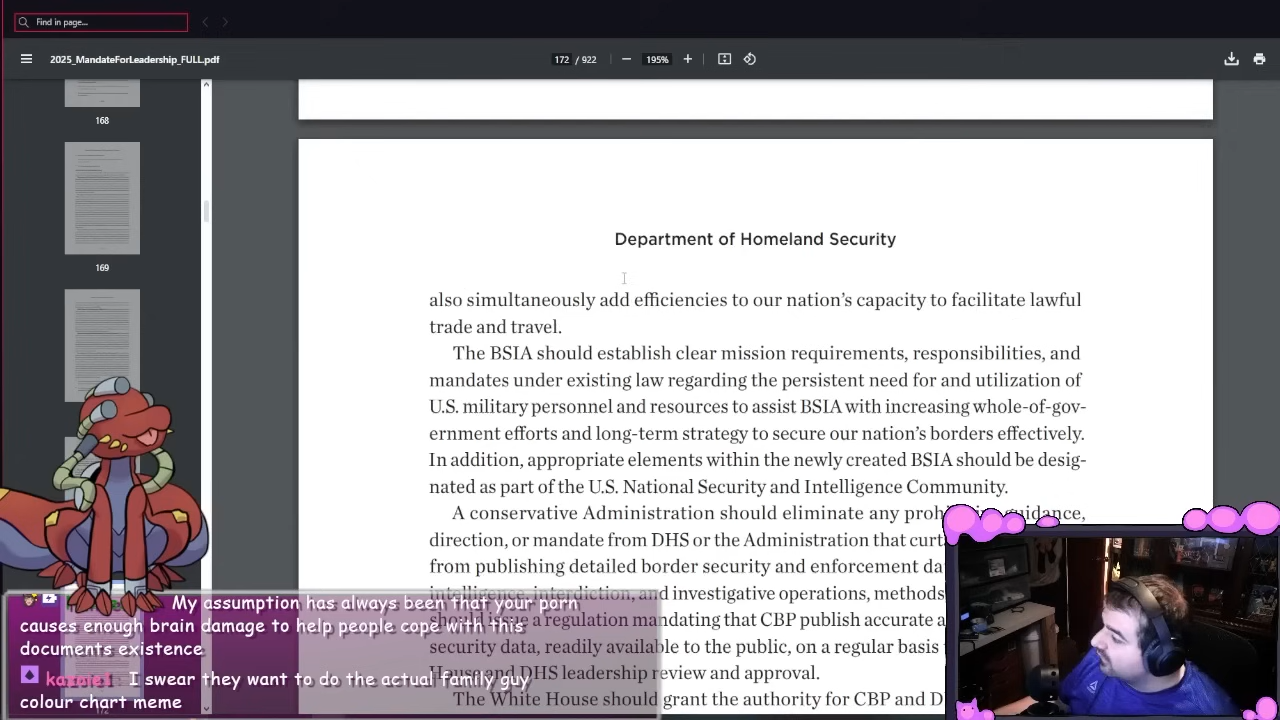 Find in page...
2025_MandateForLeadership_FULL.pdf
172 / 922
195%
168
169
Department of Homeland Security
also simultaneously add efficiencies to our nation's capacity to facilitate lawful
trade and travel.
The BSIA should establish clear mission requirements, responsibilities, and
mandates under existing law regarding the persistent need for and utilization of
U.S. military personnel and resources to assist BSIA with increasing whole-of-gov-
ernment efforts and long-term strategy to secure our nation's borders effectively.
In addition, appropriate elements within the newly created BSIA should be desig-
nated as part of the U.S. National Security and Intelligence Community.
A conservative Administration should eliminate any guidance,
direction, or mandate from DHS or the Administration that
from publishing detailed border security and enforcement
intelligence, interdiction, and investigative operations, methods
should issue a regulation mandating that CBP publish accurate
security data, readily available to the public, on a regular basis
House and DHS leadership review and approval.
The White House should grant the authority for CBP and
My assumption has always been that your porn
causes enough brain damage to help people cope with this
documents existence
I swear they want to do the actual family guy
colour chart meme